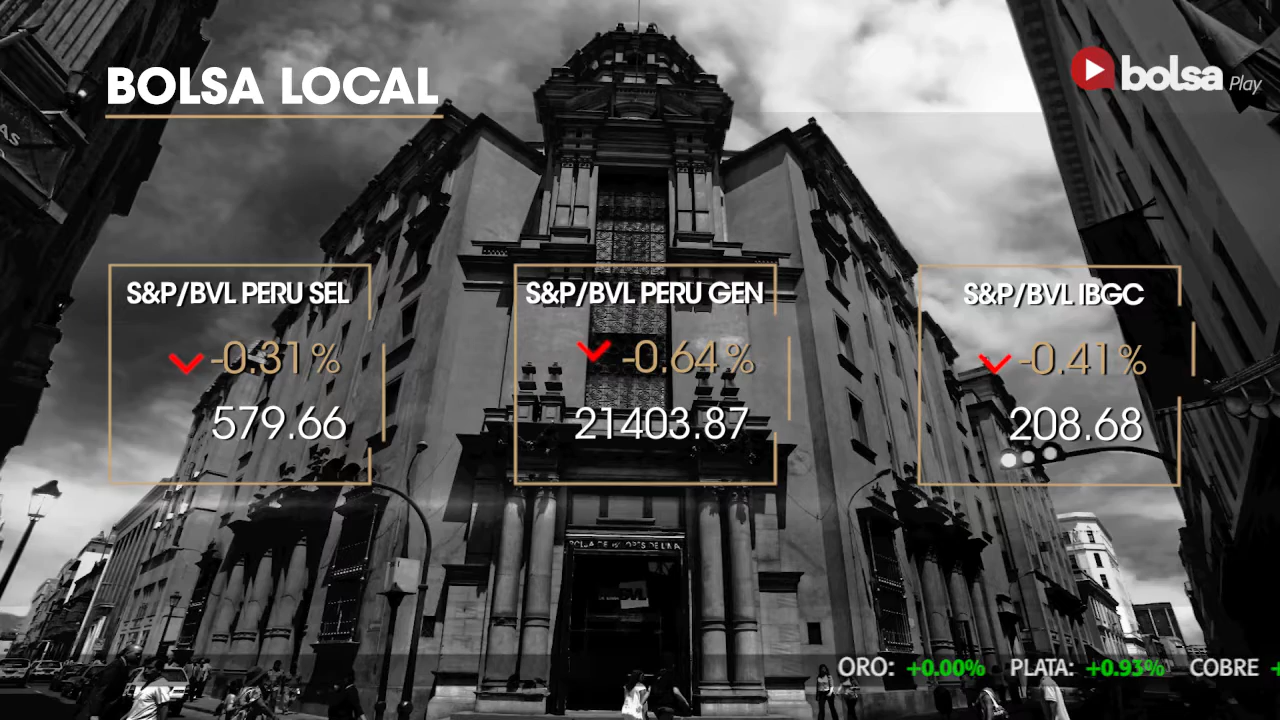 BOLSA LOCAL
bolsa Play
S&P/BVL PERU SEL
-0.31%
579.66
S&P/BVL PERU GEN
-0.64%
21403.87
S&P/BVL IBGC
-0.41%
208.68
BOLSA DE VALORES DE LIMA
BVL
ORO: +0.00% PLATA: +0.93% COBRE +